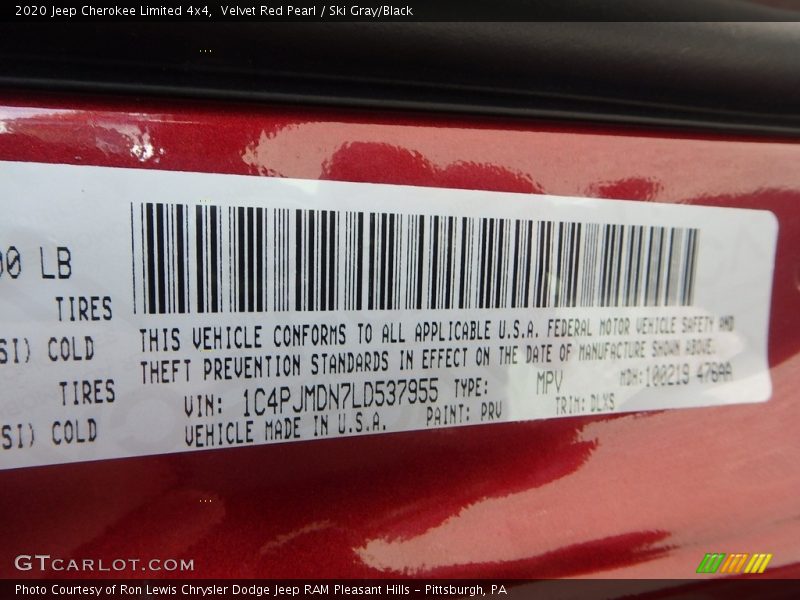 2020 Jeep Cherokee Limited 4x4,  Velvet Red Pearl / Ski Gray/Black
00 LB
TIRES
SI) COLD
TIRES
SI) COLD
THIS VEHICLE CONFORMS TO ALL APPLICABLE U.S.A. FEDERAL MOTOR VEHICLE SAFETY AND
THEFT PREVENTION STANDARDS IN EFFECT ON THE DATE OF MANUFACTURE SHOWN ABOVE.
VIN: 1C4PJMDN7LD537955 TYPE: MPV MDH:100219 476AA
VEHICLE MADE IN U.S.A. PAINT: PRV TRIM: DLXS
GTCARLOT.COM
Photo Courtesy of Ron Lewis Chrysler Dodge Jeep RAM Pleasant Hills - Pittsburgh, PA